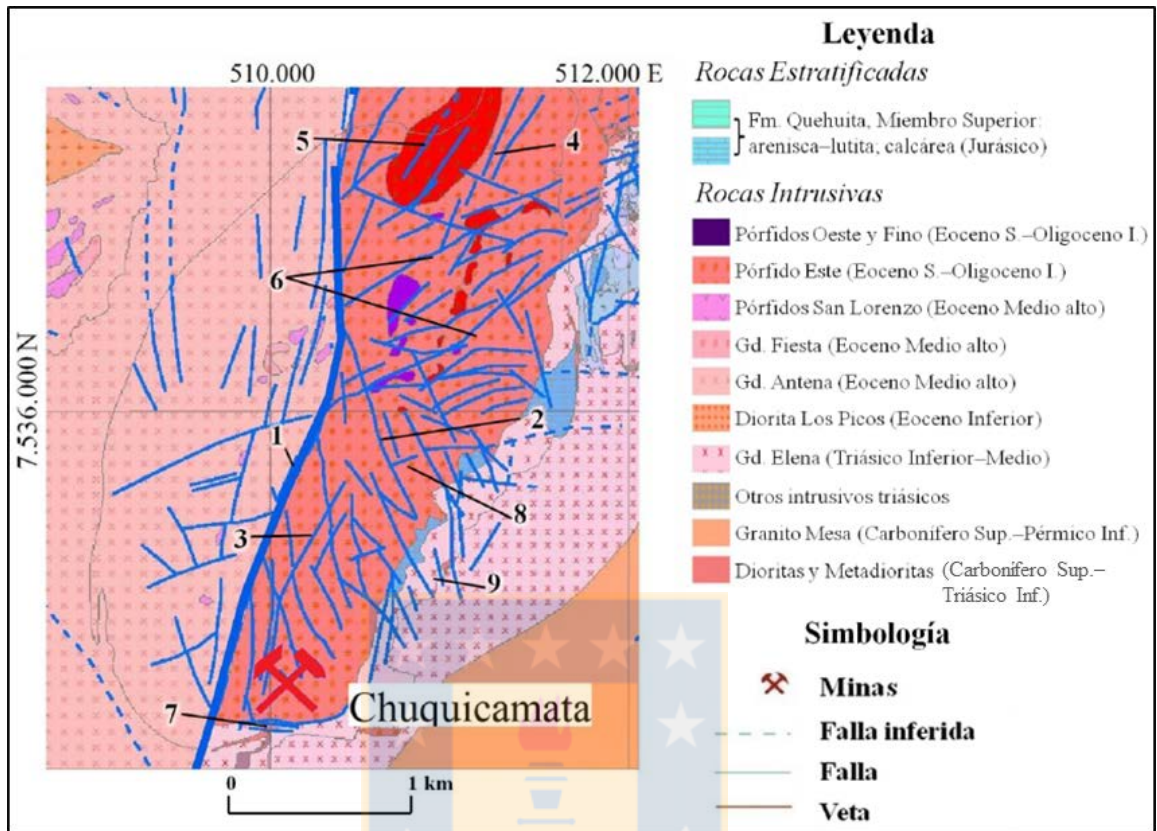 510.000
512.000 E
7.536.000 N
5
4
6
1
2
3
8
9
7
Chuquicamata
0
1 km
Leyenda
Rocas Estratificadas
Fm. Quehuita, Miembro Superior:
arenisca–lutita; calcárea (Jurásico)
Rocas Intrusivas
Pórfidos Oeste y Fino (Eoceno S.–Oligoceno I.)
Pórfido Este (Eoceno S.–Oligoceno I.)
Pórfidos San Lorenzo (Eoceno Medio alto)
Gd. Fiesta (Eoceno Medio alto)
Gd. Antena (Eoceno Medio alto)
Diorita Los Picos (Eoceno Inferior)
Gd. Elena (Triásico Inferior–Medio)
Otros intrusivos triásicos
Granito Mesa (Carbonífero Sup.–Pérmico Inf.)
Dioritas y Metadioritas (Carbonífero Sup.–
Triásico Inf.)
Simbología
Minas
Falla inferida
Falla
Veta